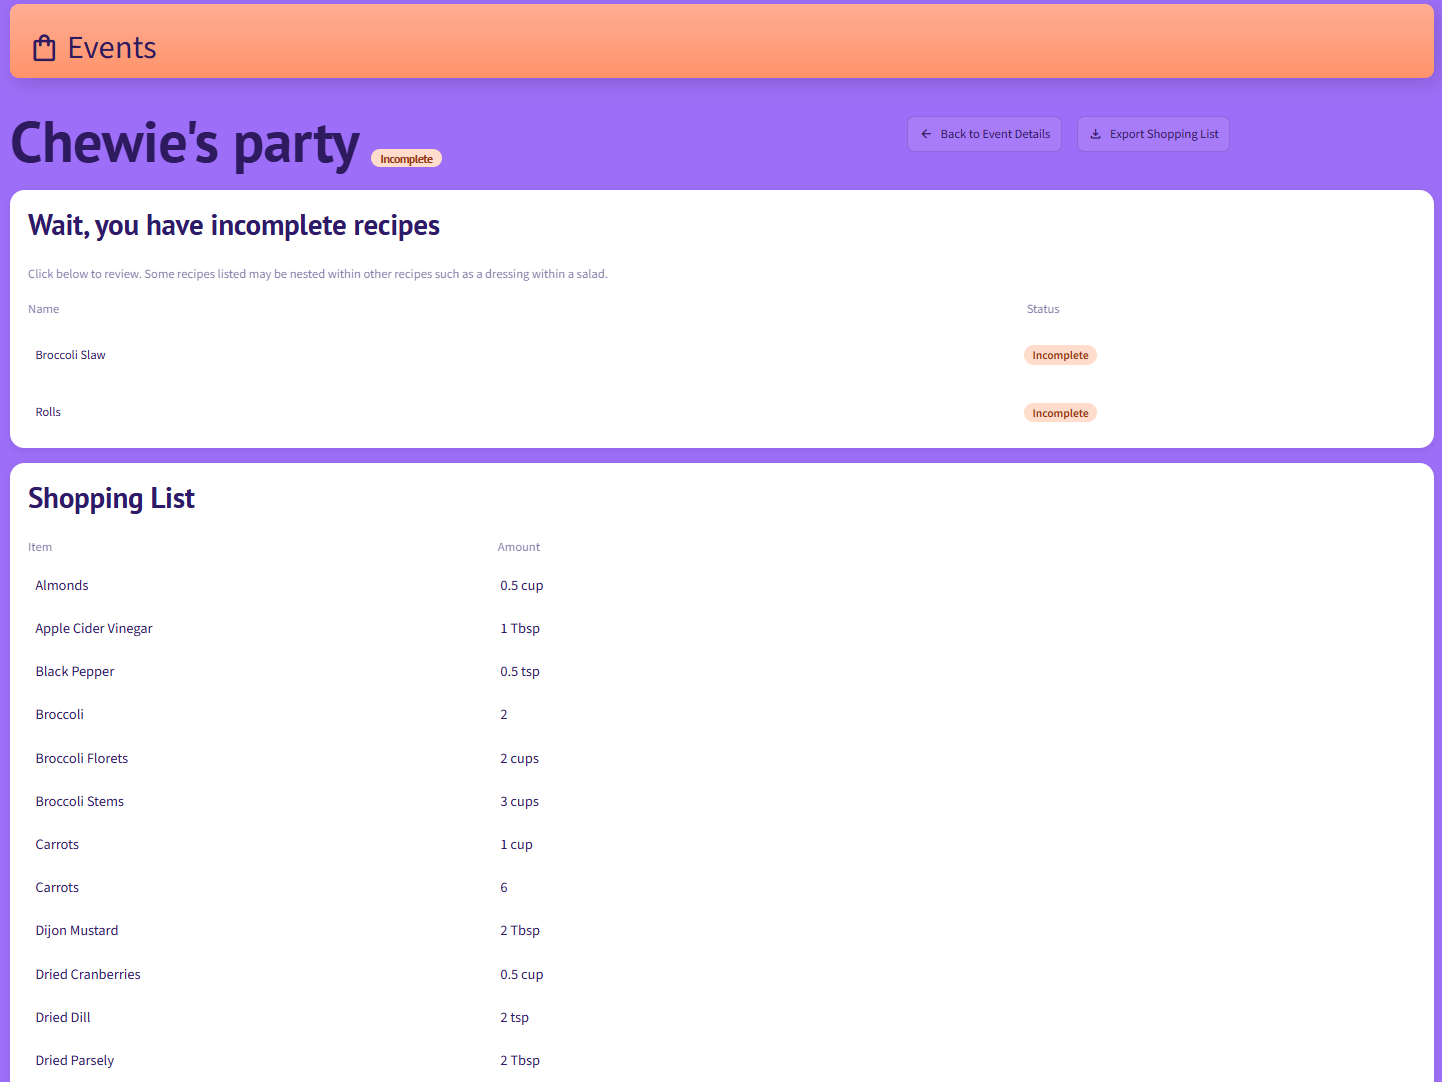 Events
Chewie's party Incomplete
Back to Event Details Export Shopping List
Wait, you have incomplete recipes
Click below to review. Some recipes listed may be nested within other recipes such as a dressing within a salad.
Name Status
Broccoli Slaw Incomplete
Rolls Incomplete
Shopping List
Item Amount
Almonds 0.5 cup
Apple Cider Vinegar 1 Tbsp
Black Pepper 0.5 tsp
Broccoli 2
Broccoli Florets 2 cups
Broccoli Stems 3 cups
Carrots 1 cup
Carrots 6
Dijon Mustard 2 Tbsp
Dried Cranberries 0.5 cup
Dried Dill 2 tsp
Dried Parsely 2 Tbsp